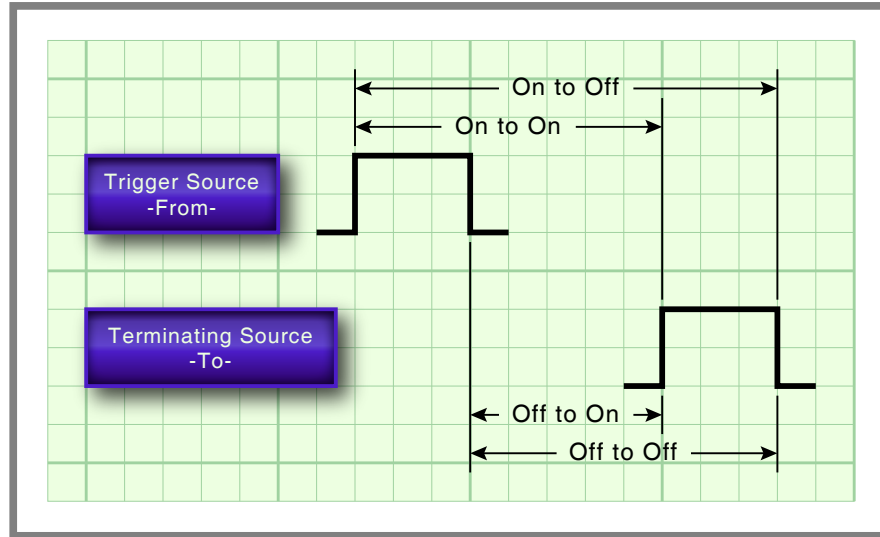 On to Off
On to On
Trigger Source
-From-
Terminating Source
-To-
Off to On
Off to Off